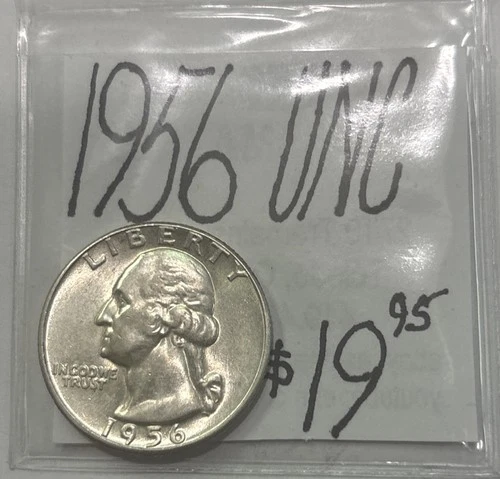 1956 UNC
LIBERTY
IN GOD WE
TRUST
1956
$19.95